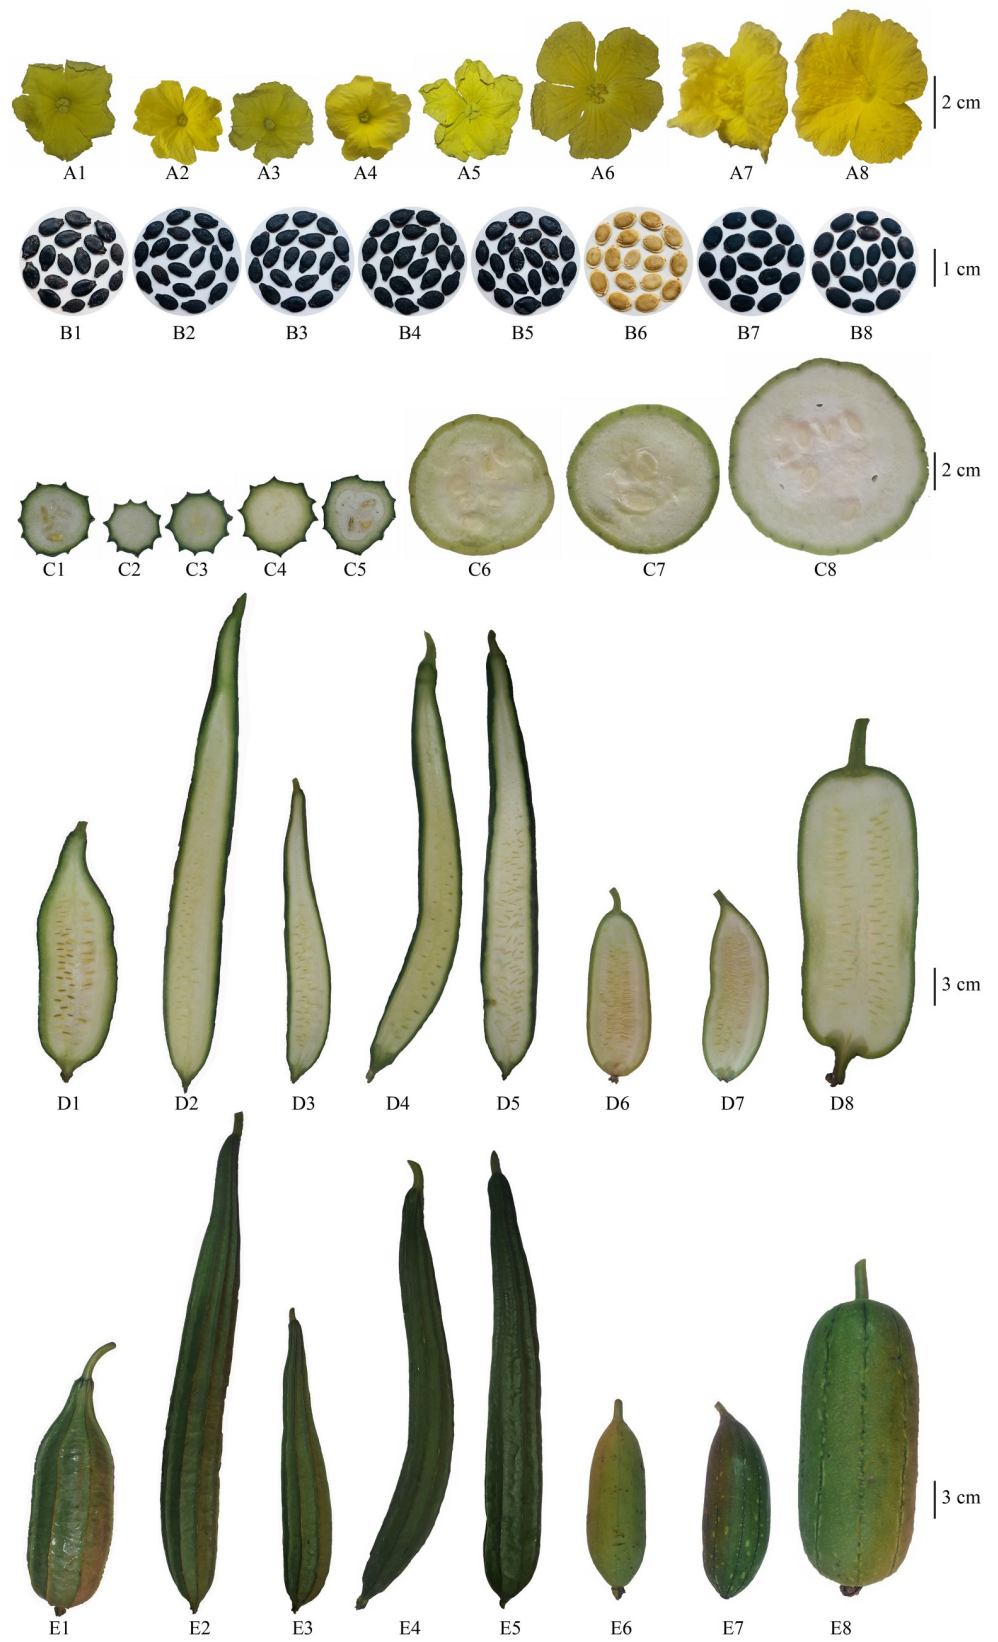 2 cm
A1 A2 A3 A4 A5 A6 A7 A8
1 cm
B1 B2 B3 B4 B5 B6 B7 B8
2 cm
C1 C2 C3 C4 C5 C6 C7 C8
3 cm
D1 D2 D3 D4 D5 D6 D7 D8
3 cm
E1 E2 E3 E4 E5 E6 E7 E8